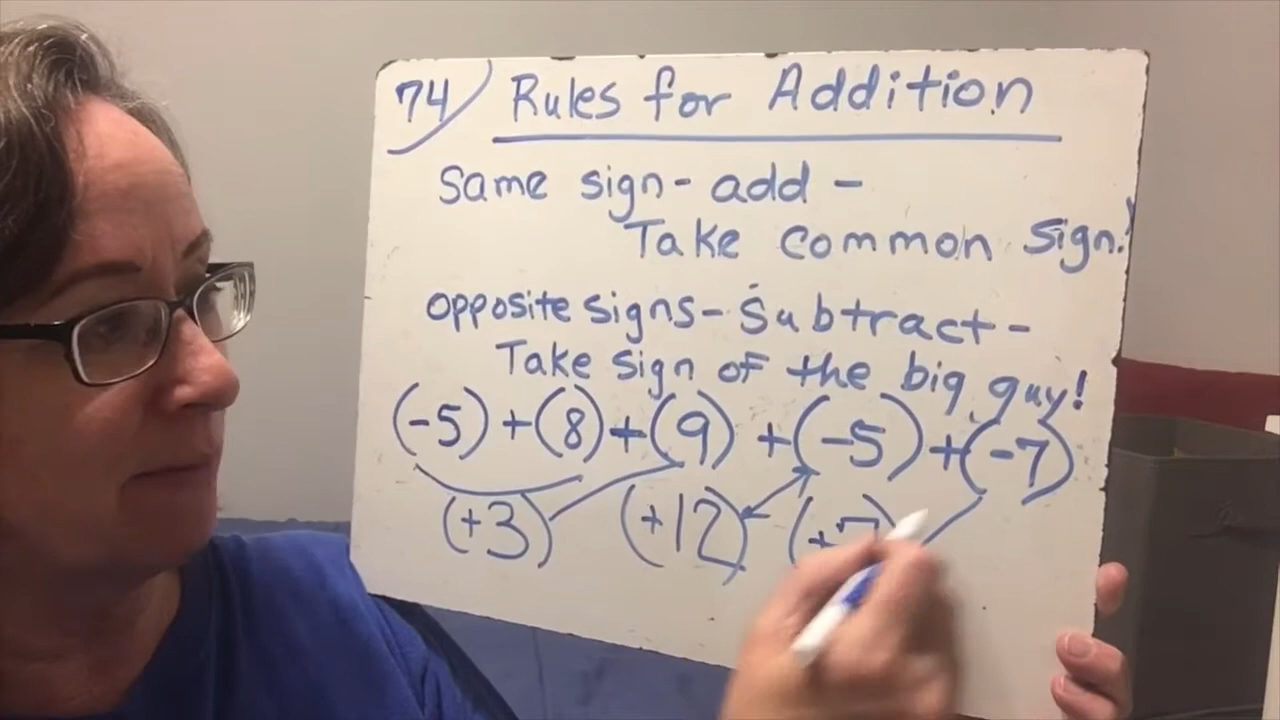 74 Rules for Addition
Same sign - add -
Take common sign!
opposite signs - Subtract -
Take sign of the big guy!
(-5) + (8) + (9) + (-5) + (-7)
(+3) (+12) (+7)